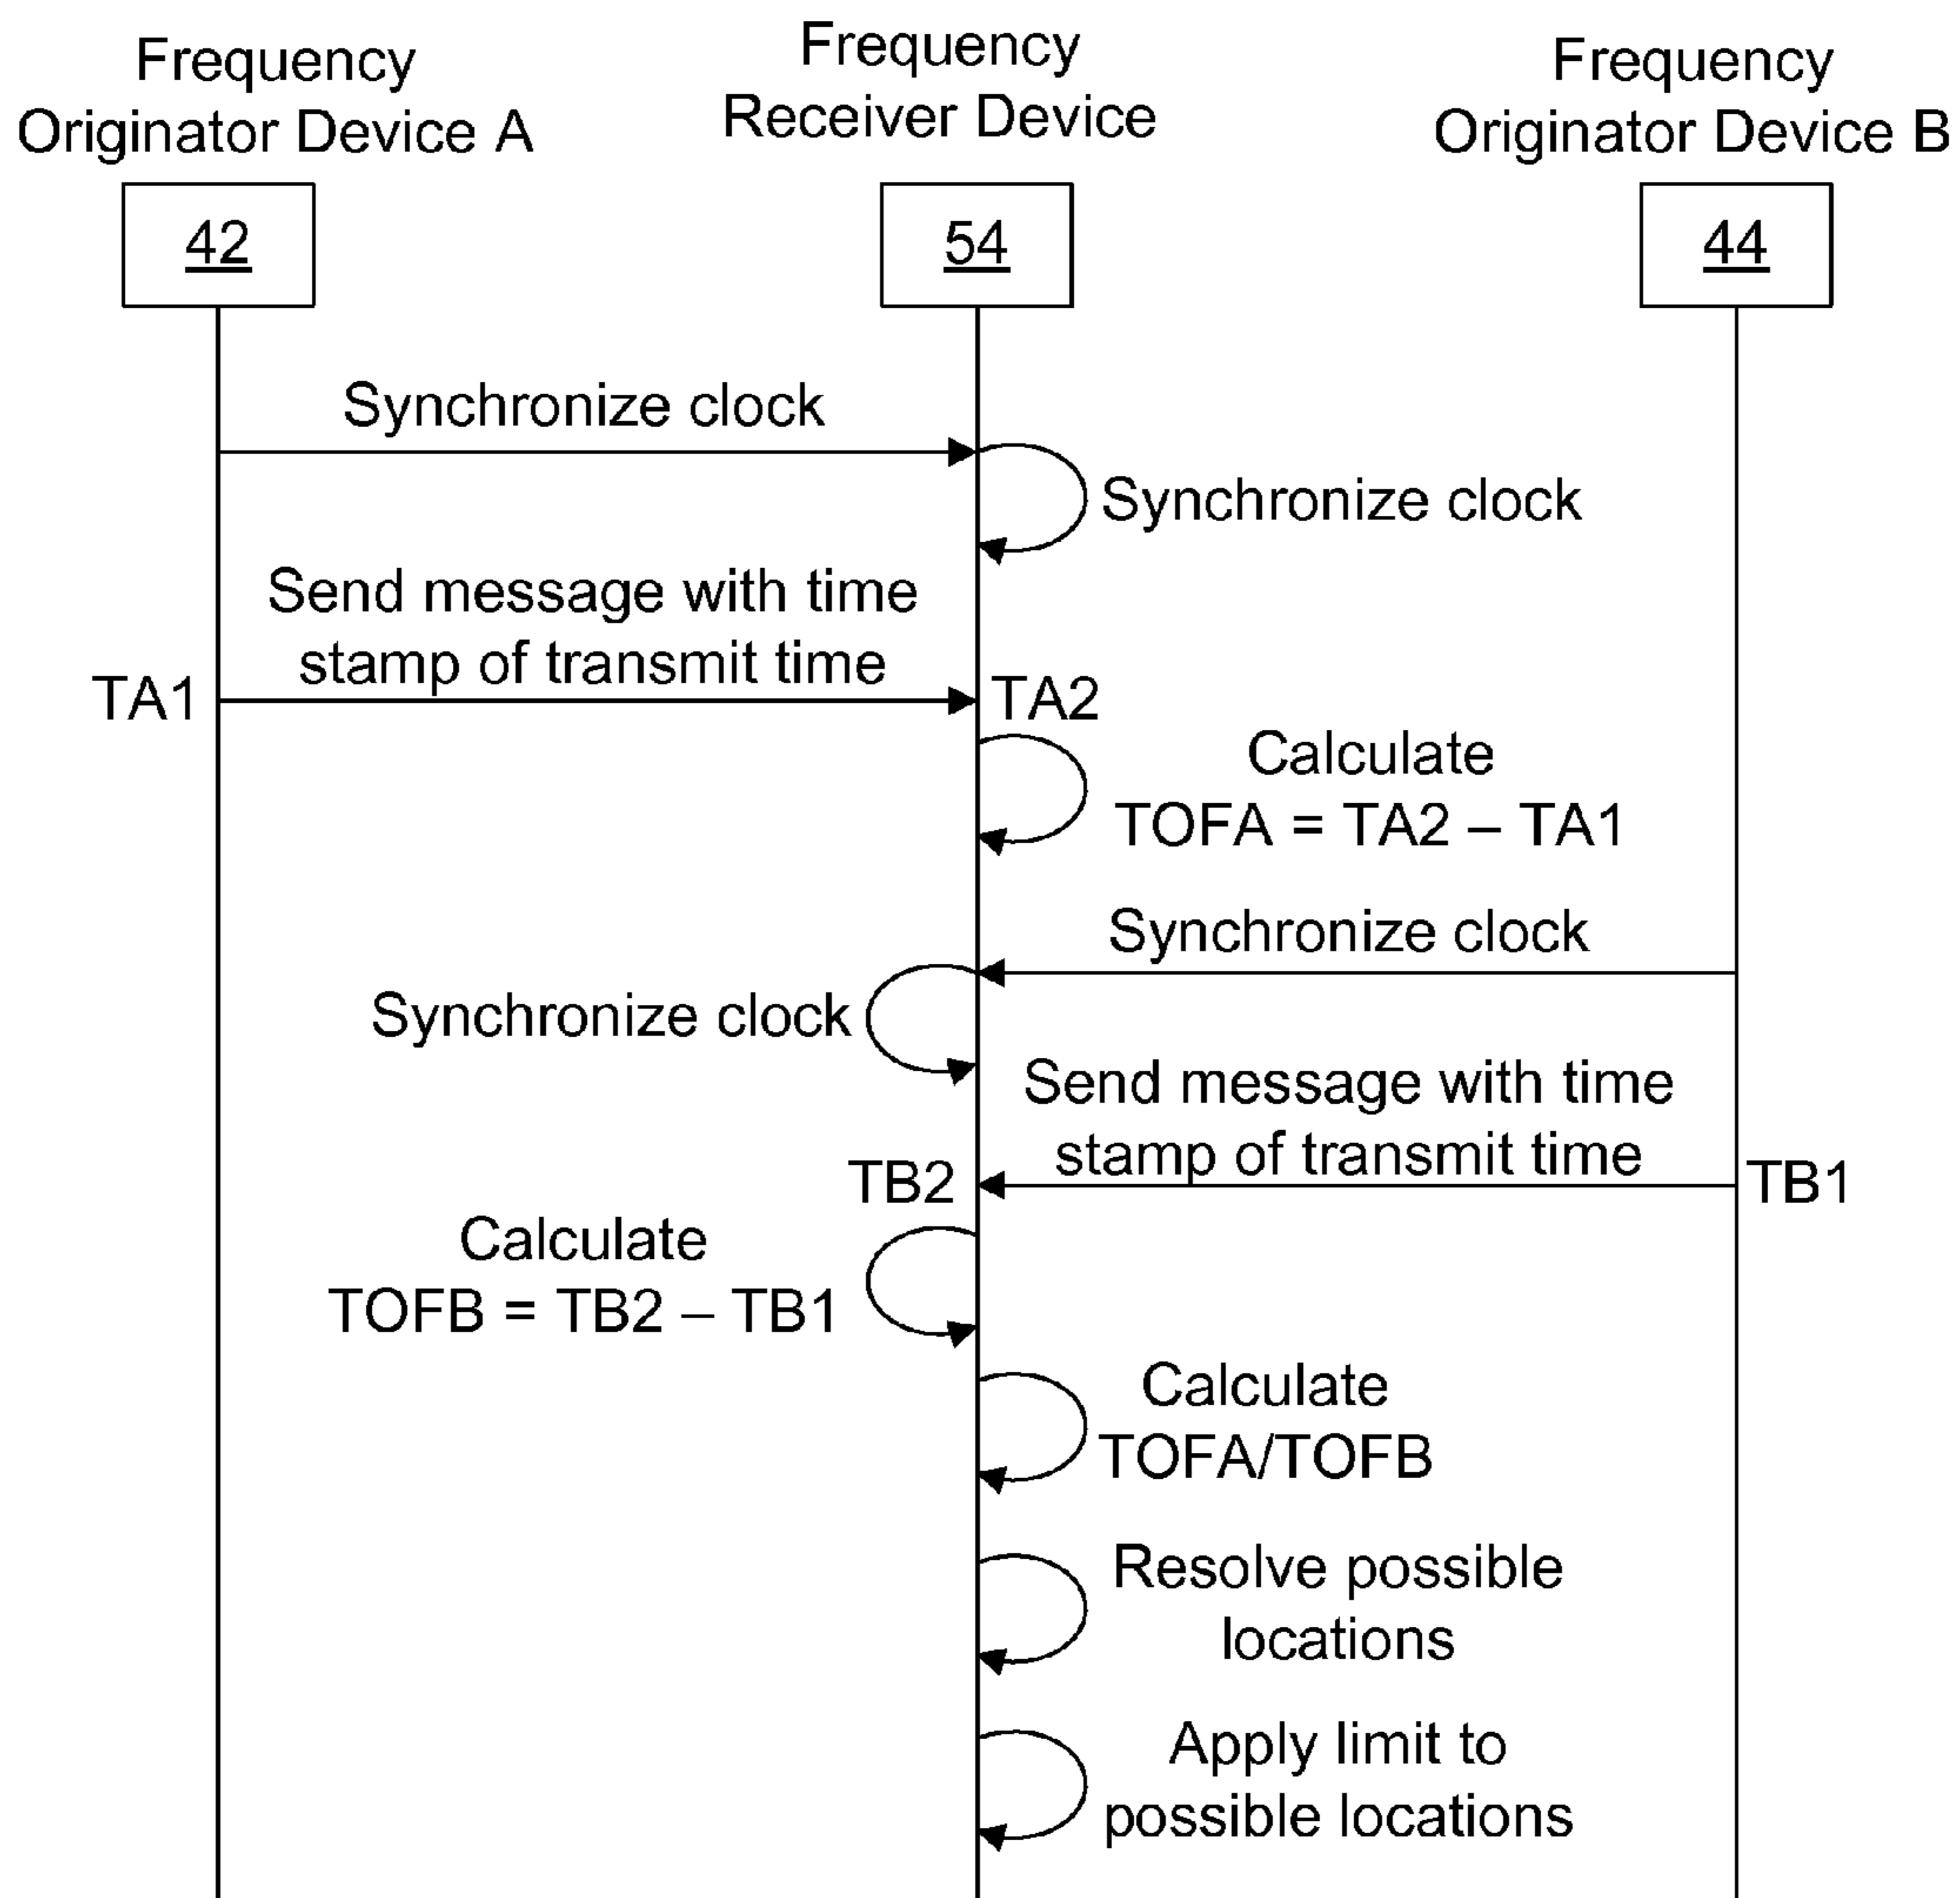 Frequency
Originator Device A
Frequency
Receiver Device
Frequency
Originator Device B
42
54
44
Synchronize clock
Synchronize clock
Send message with time
stamp of transmit time
TA1
TA2
Calculate
TOFA = TA2 – TA1
Synchronize clock
Synchronize clock
Send message with time
stamp of transmit time
TB2
TB1
Calculate
TOFB = TB2 – TB1
Calculate
TOFA/TOFB
Resolve possible
locations
Apply limit to
possible locations